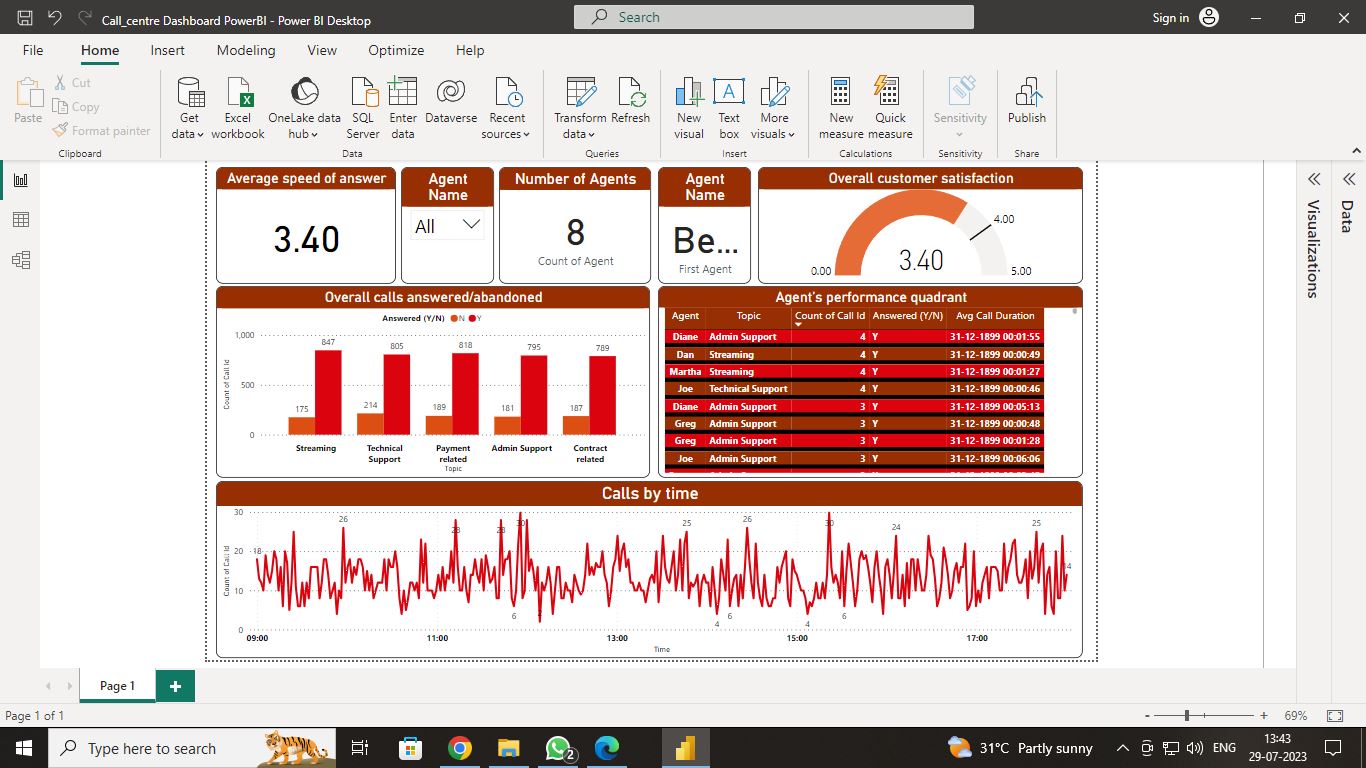 Call_centre Dashboard PowerBI - Power BI Desktop
Search
Sign in
File Home Insert Modeling View Optimize Help
Paste
Cut
Copy
Format painter
Clipboard
Get data
Excel workbook
OneLake data hub
SQL Server
Enter data
Dataverse
Recent sources
Data
Transform data
Refresh
Queries
New visual
Text box
More visuals
Insert
New measure
Quick measure
Calculations
Sensitivity
Sensitivity
Publish
Share
Average speed of answer
3.40
Agent Name
All
Number of Agents
8
Count of Agent
Agent Name
Be...
First Agent
Overall customer satisfaction
4.00
3.40
0.00
5.00
Overall calls answered/abandoned
Answered (Y/N) N Y
Count of Call Id
1,000
500
0
847 805 818 795 789
175 214 189 181 187
Streaming
Technical Support
Payment related
Admin Support
Contract related
Topic
Agent's performance quadrant
Agent Topic Count of Call Id Answered (Y/N) Avg Call Duration
Diane Admin Support 4 Y 31-12-1899 00:01:55
Dan Streaming 4 Y 31-12-1899 00:00:49
Martha Streaming 4 Y 31-12-1899 00:01:27
Joe Technical Support 4 Y 31-12-1899 00:00:46
Diane Admin Support 3 Y 31-12-1899 00:05:13
Greg Admin Support 3 Y 31-12-1899 00:00:48
Greg Admin Support 3 Y 31-12-1899 00:01:28
Joe Admin Support 3 Y 31-12-1899 00:06:06
Calls by time
Count of Call Id
30
20
10
0
18 26 28 28 30 25 26 30 24 25 14
6 4 6 4 6
09:00 11:00 13:00 15:00 17:00
Time
Visualizations
Data
Page 1
+
Page 1 of 1
- + 69%
Type here to search
2
31°C Partly sunny
ENG
13:43
29-07-2023